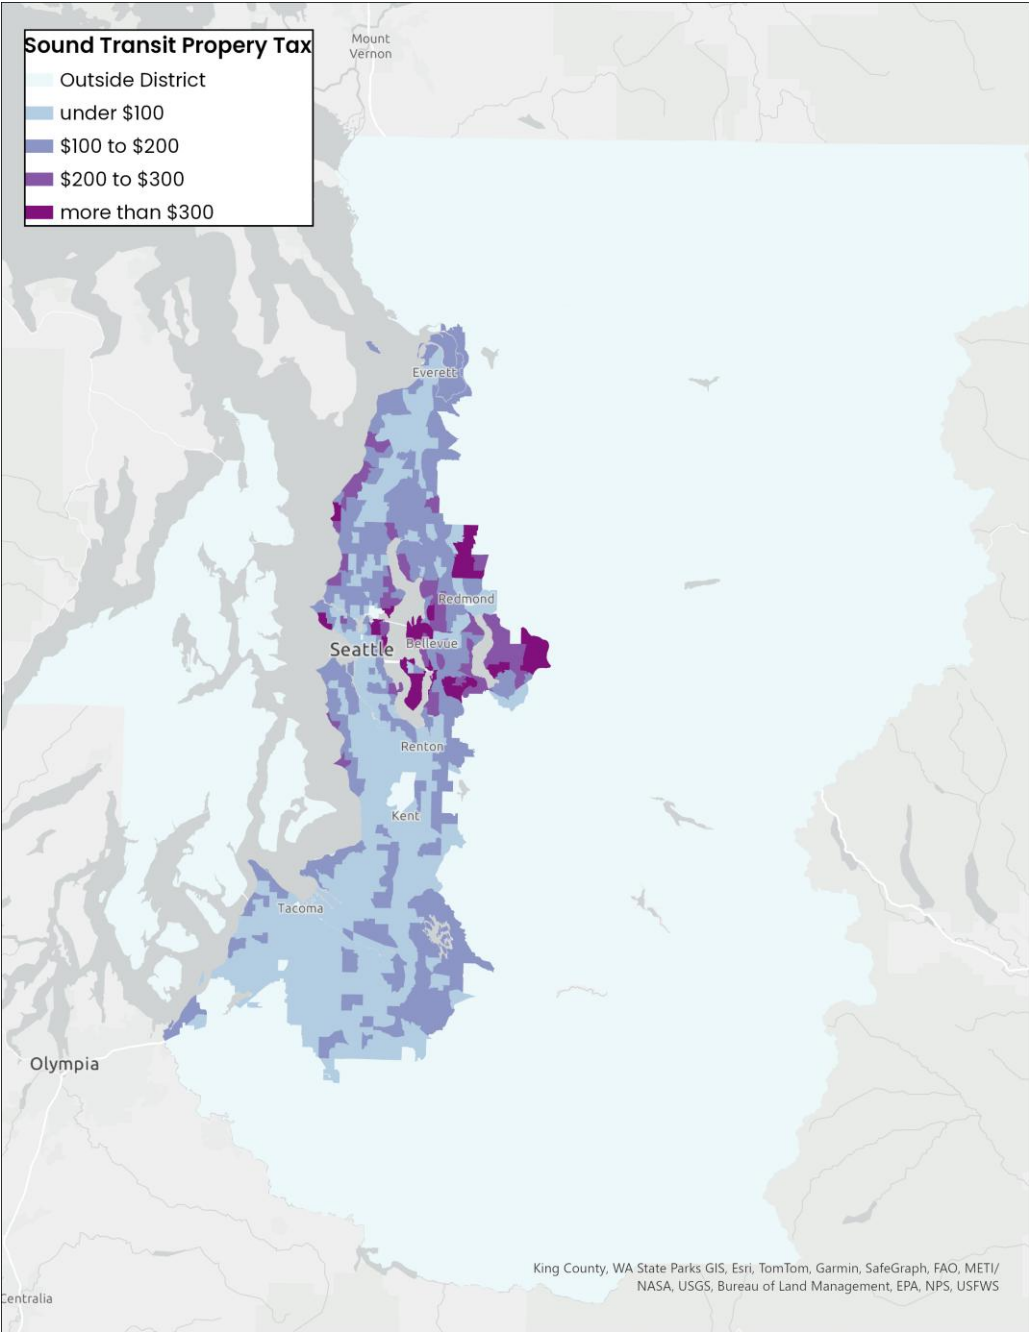 Sound Transit Propery Tax
Outside District
under $100
$100 to $200
$200 to $300
more than $300
Mount
Vernon
Everett
Redmond
Bellevue
Seattle
Renton
Kent
Tacoma
Olympia
Centralia
King County, WA State Parks GIS, Esri, TomTom, Garmin, SafeGraph, FAO, METI/
NASA, USGS, Bureau of Land Management, EPA, NPS, USFWS